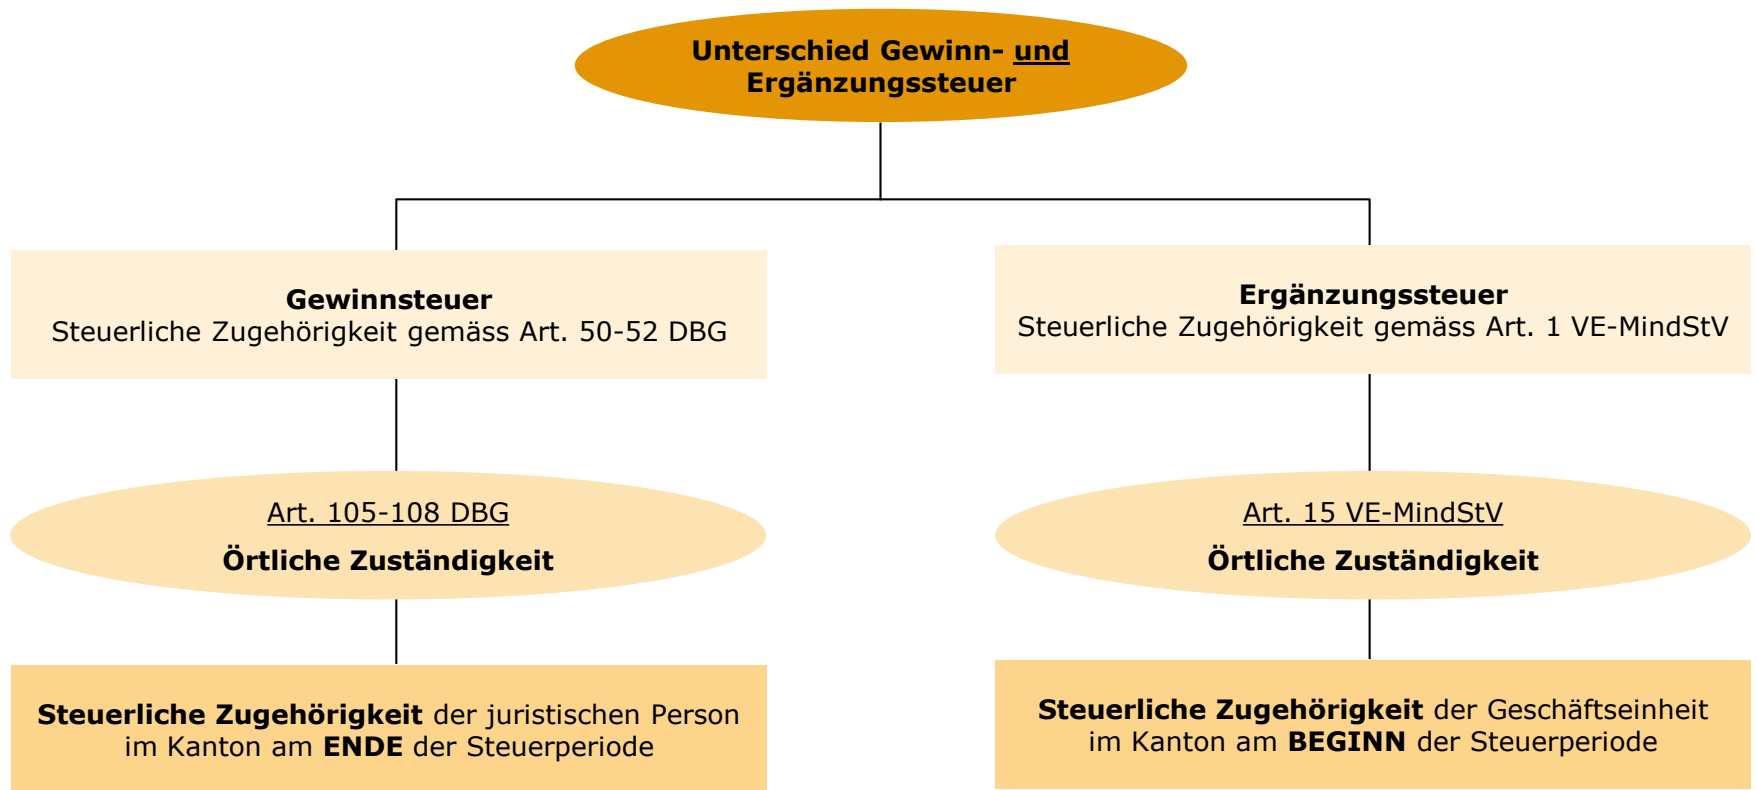 Unterschied Gewinn- und
Ergänzungssteuer
Gewinnsteuer
Steuerliche Zugehörigkeit gemäss Art. 50-52 DBG
Ergänzungssteuer
Steuerliche Zugehörigkeit gemäss Art. 1 VE-MindStV
Art. 105-108 DBG
Örtliche Zuständigkeit
Art. 15 VE-MindStV
Örtliche Zuständigkeit
Steuerliche Zugehörigkeit der juristischen Person
im Kanton am ENDE der Steuerperiode
Steuerliche Zugehörigkeit der Geschäftseinheit
im Kanton am BEGINN der Steuerperiode